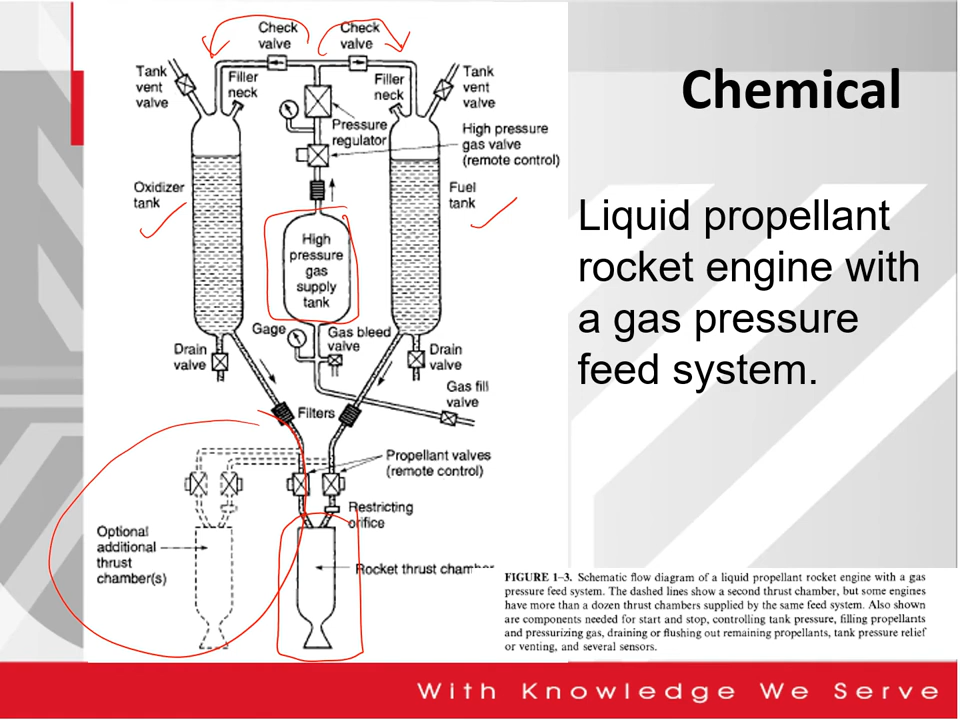 Chemical
Liquid propellant
rocket engine with
a gas pressure
feed system.
Check
valve
Check
valve
Tank
vent
valve
Filler
neck
Filler
neck
Tank
vent
valve
Pressure
regulator
High pressure
gas valve
(remote control)
Oxidizer
tank
Fuel
tank
High
pressure
gas
supply
tank
Gage
Gas bleed
valve
Drain
valve
Drain
valve
Gas fill
valve
Filters
Propellant valves
(remote control)
Restricting
orifice
Optional
additional
thrust
chamber(s)
Rocket thrust chamber
FIGURE 1–3. Schematic flow diagram of a liquid propellant rocket engine with a gas
pressure feed system. The dashed lines show a second thrust chamber, but some engines
have more than a dozen thrust chambers supplied by the same feed system. Also shown
are components needed for start and stop, controlling tank pressure, filling propellants
and pressurizing gas, draining or flushing out remaining propellants, tank pressure relief
or venting, and several sensors.
With Knowledge We Serve